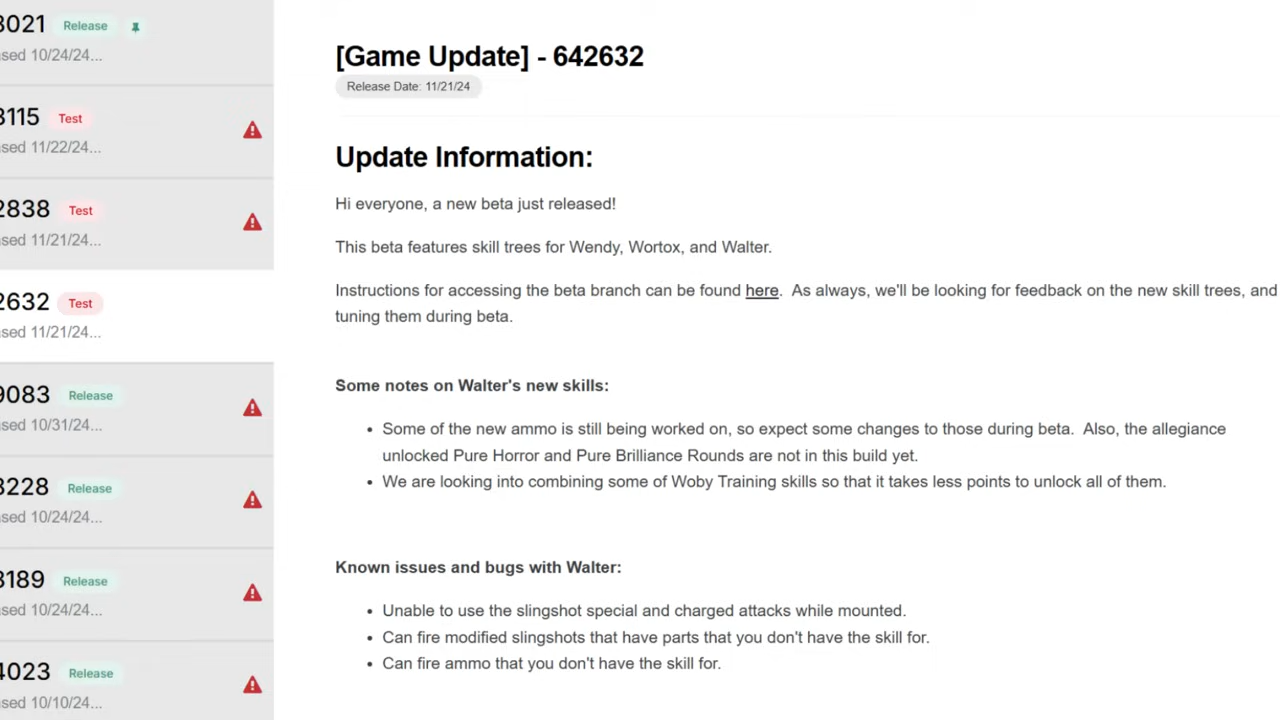 3021 Release
sed 10/24/24...
3115 Test
sed 11/22/24...
2838 Test
sed 11/21/24...
2632 Test
sed 11/21/24...
9083 Release
sed 10/31/24...
3228 Release
sed 10/24/24...
3189 Release
sed 10/24/24...
4023 Release
sed 10/10/24...
[Game Update] - 642632
Release Date: 11/21/24
Update Information:
Hi everyone, a new beta just released!
This beta features skill trees for Wendy, Wortox, and Walter.
Instructions for accessing the beta branch can be found here.  As always, we'll be looking for feedback on the new skill trees, and
tuning them during beta.
Some notes on Walter's new skills:
• Some of the new ammo is still being worked on, so expect some changes to those during beta.  Also, the allegiance
unlocked Pure Horror and Pure Brilliance Rounds are not in this build yet.
• We are looking into combining some of Woby Training skills so that it takes less points to unlock all of them.
Known issues and bugs with Walter:
• Unable to use the slingshot special and charged attacks while mounted.
• Can fire modified slingshots that have parts that you don't have the skill for.
• Can fire ammo that you don't have the skill for.